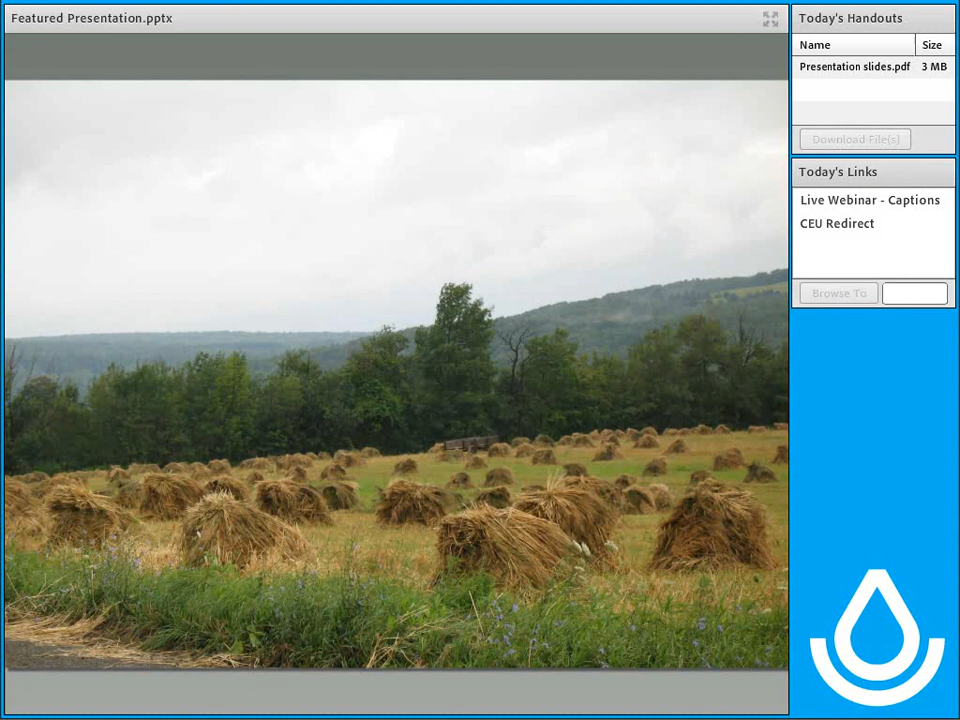 Featured Presentation.pptx
Today's Handouts
Name Size
Presentation slides.pdf 3 MB
Download File(s)
Today's Links
Live Webinar - Captions
CEU Redirect
Browse To